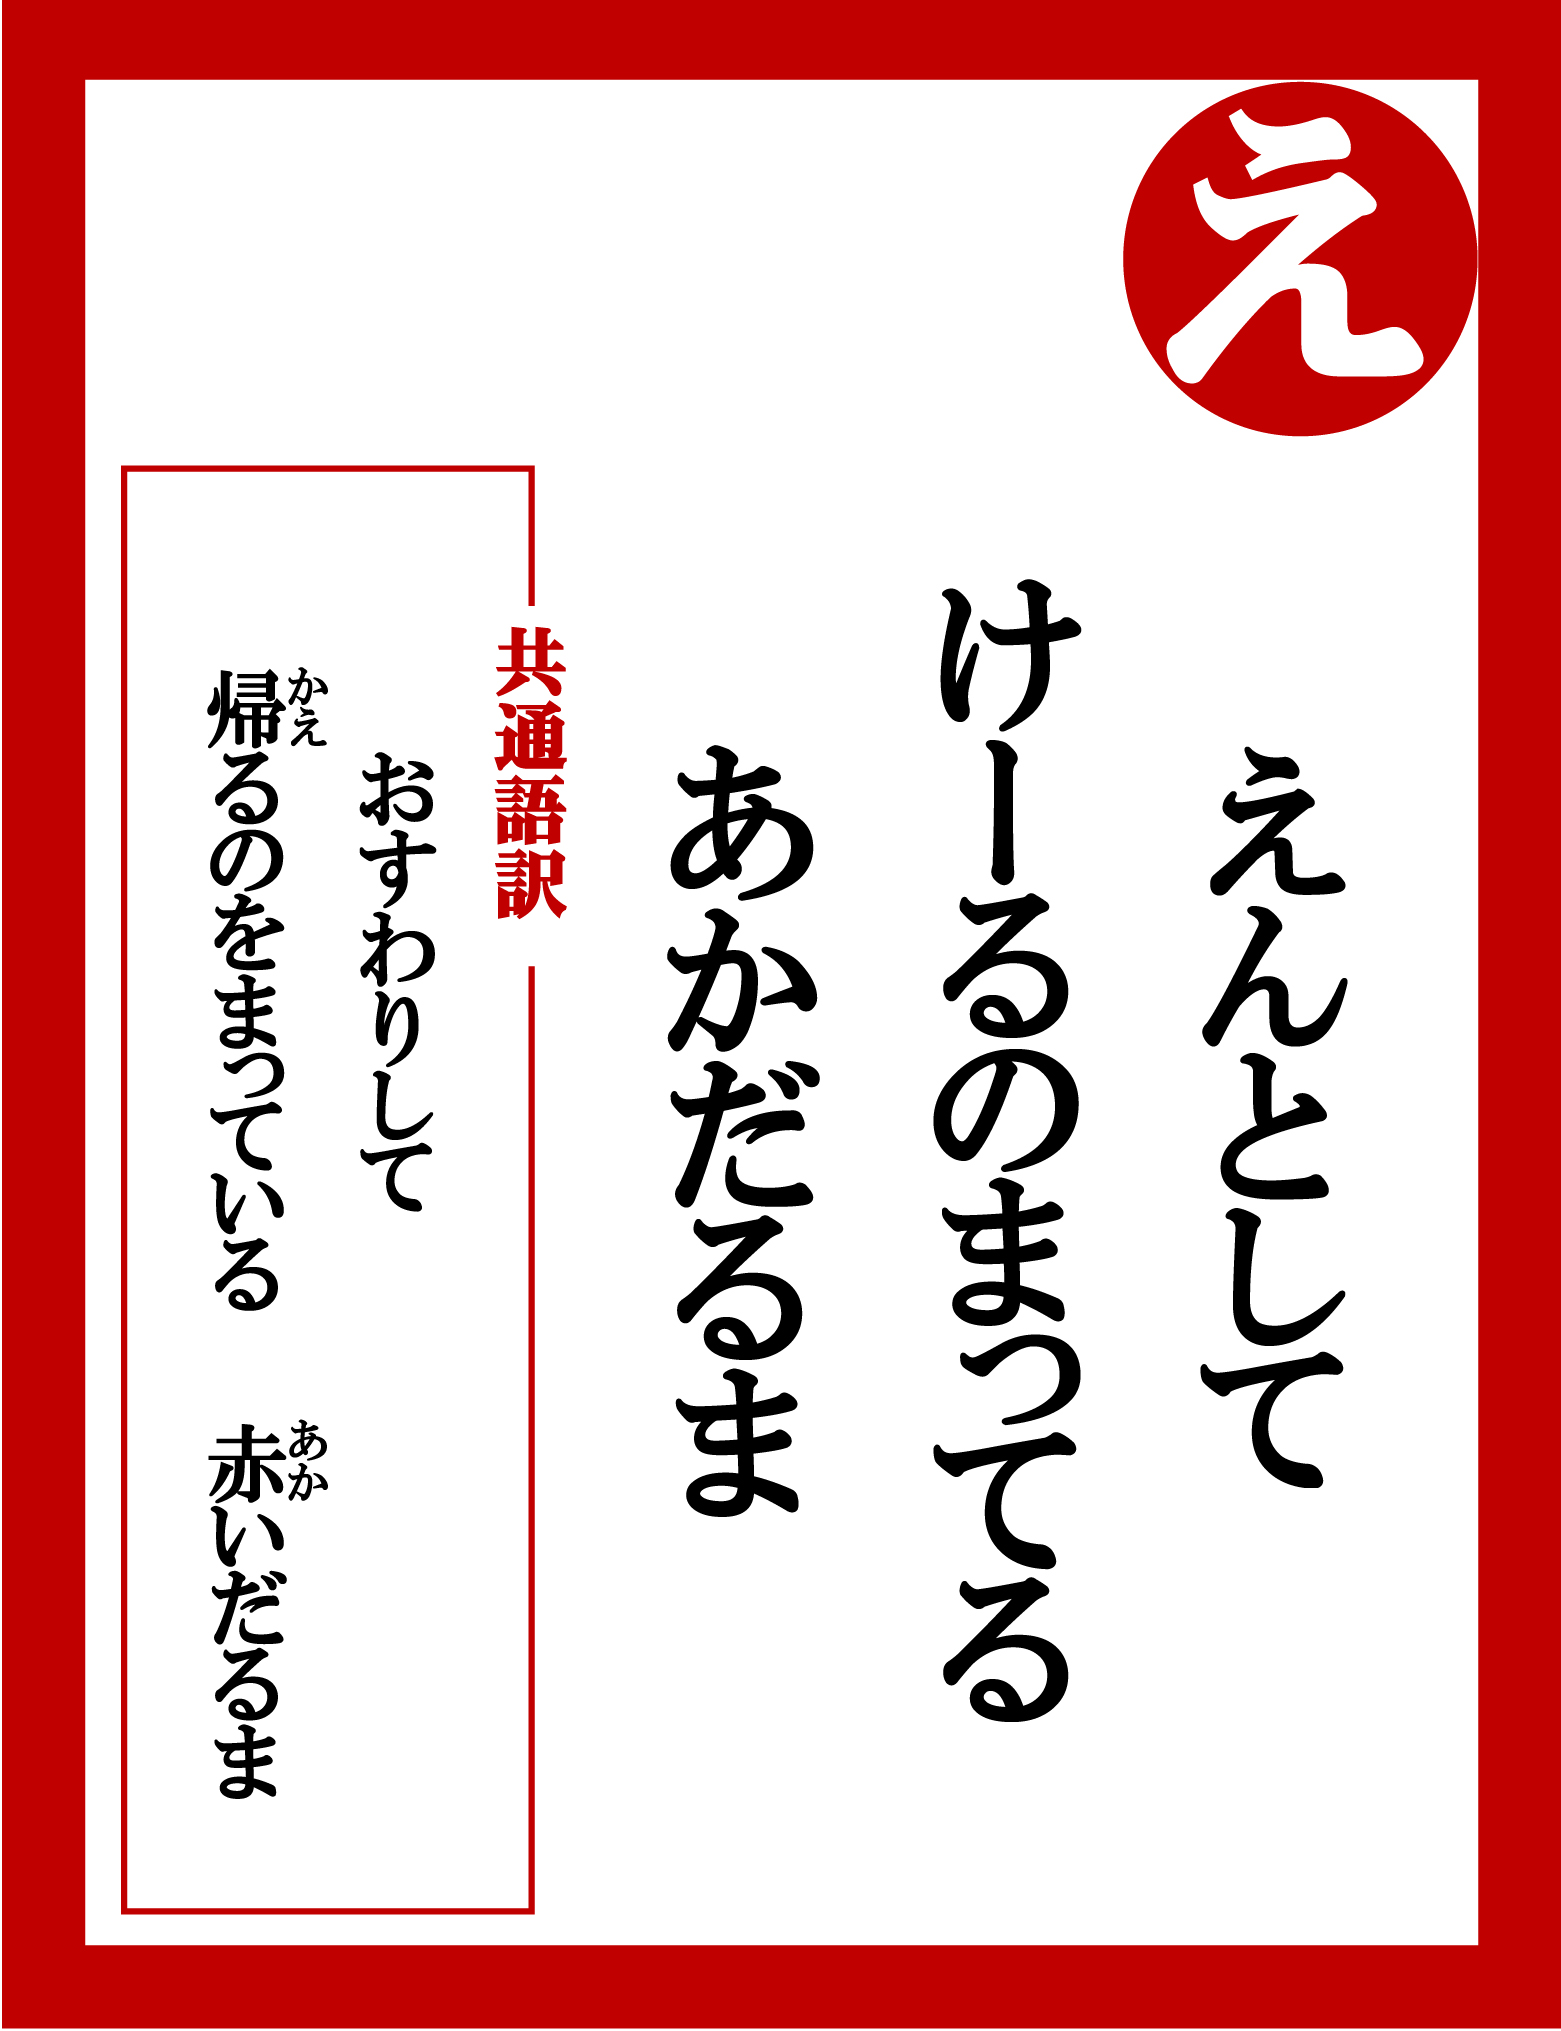 え
えんとして
けーるのまってる
あかだるま
共通語訳
おすわりして
帰るのをまっている　赤いだるま
かえ
あか